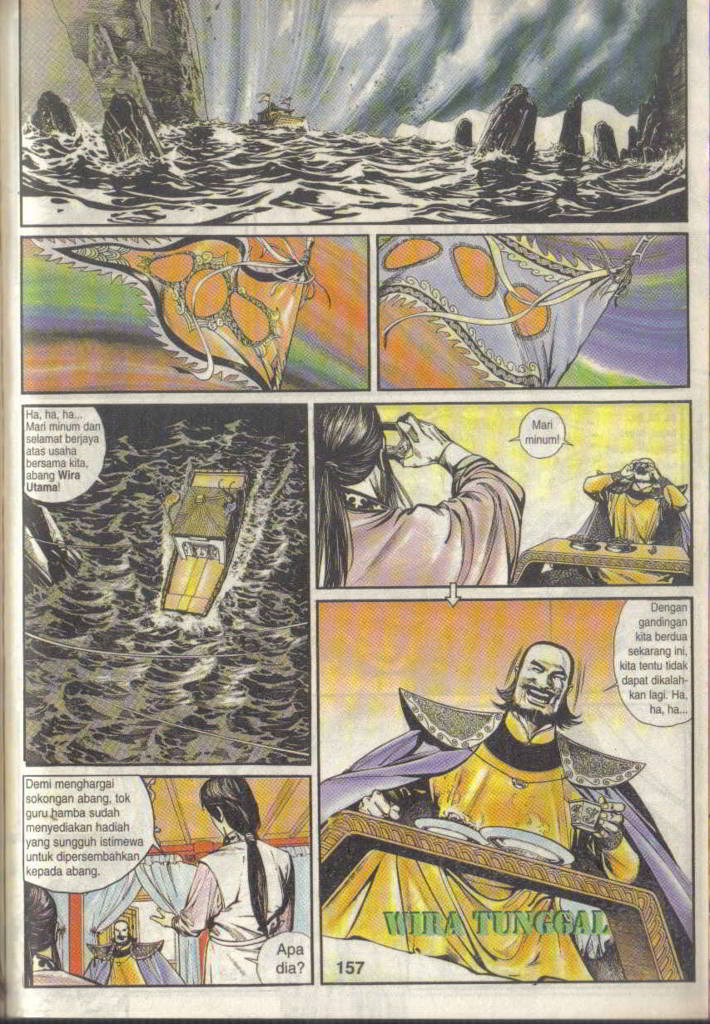 Ha, ha, ha...
Mari minum dan
selamat berjaya
atas usaha
bersama kita,
abang Wira
Utama!
Mari
minum!
Dengan
gandingan
kita berdua
sekarang ini,
kita tentu tidak
dapat dikalah-
kan lagi. Ha,
ha, ha...
Demi menghargai
sokongan abang, tok
guru hamba sudah
menyediakan hadiah
yang sungguh istimewa
untuk dipersembahkan
kepada abang.
Apa
dia?
WIRA TUNGGAL
157